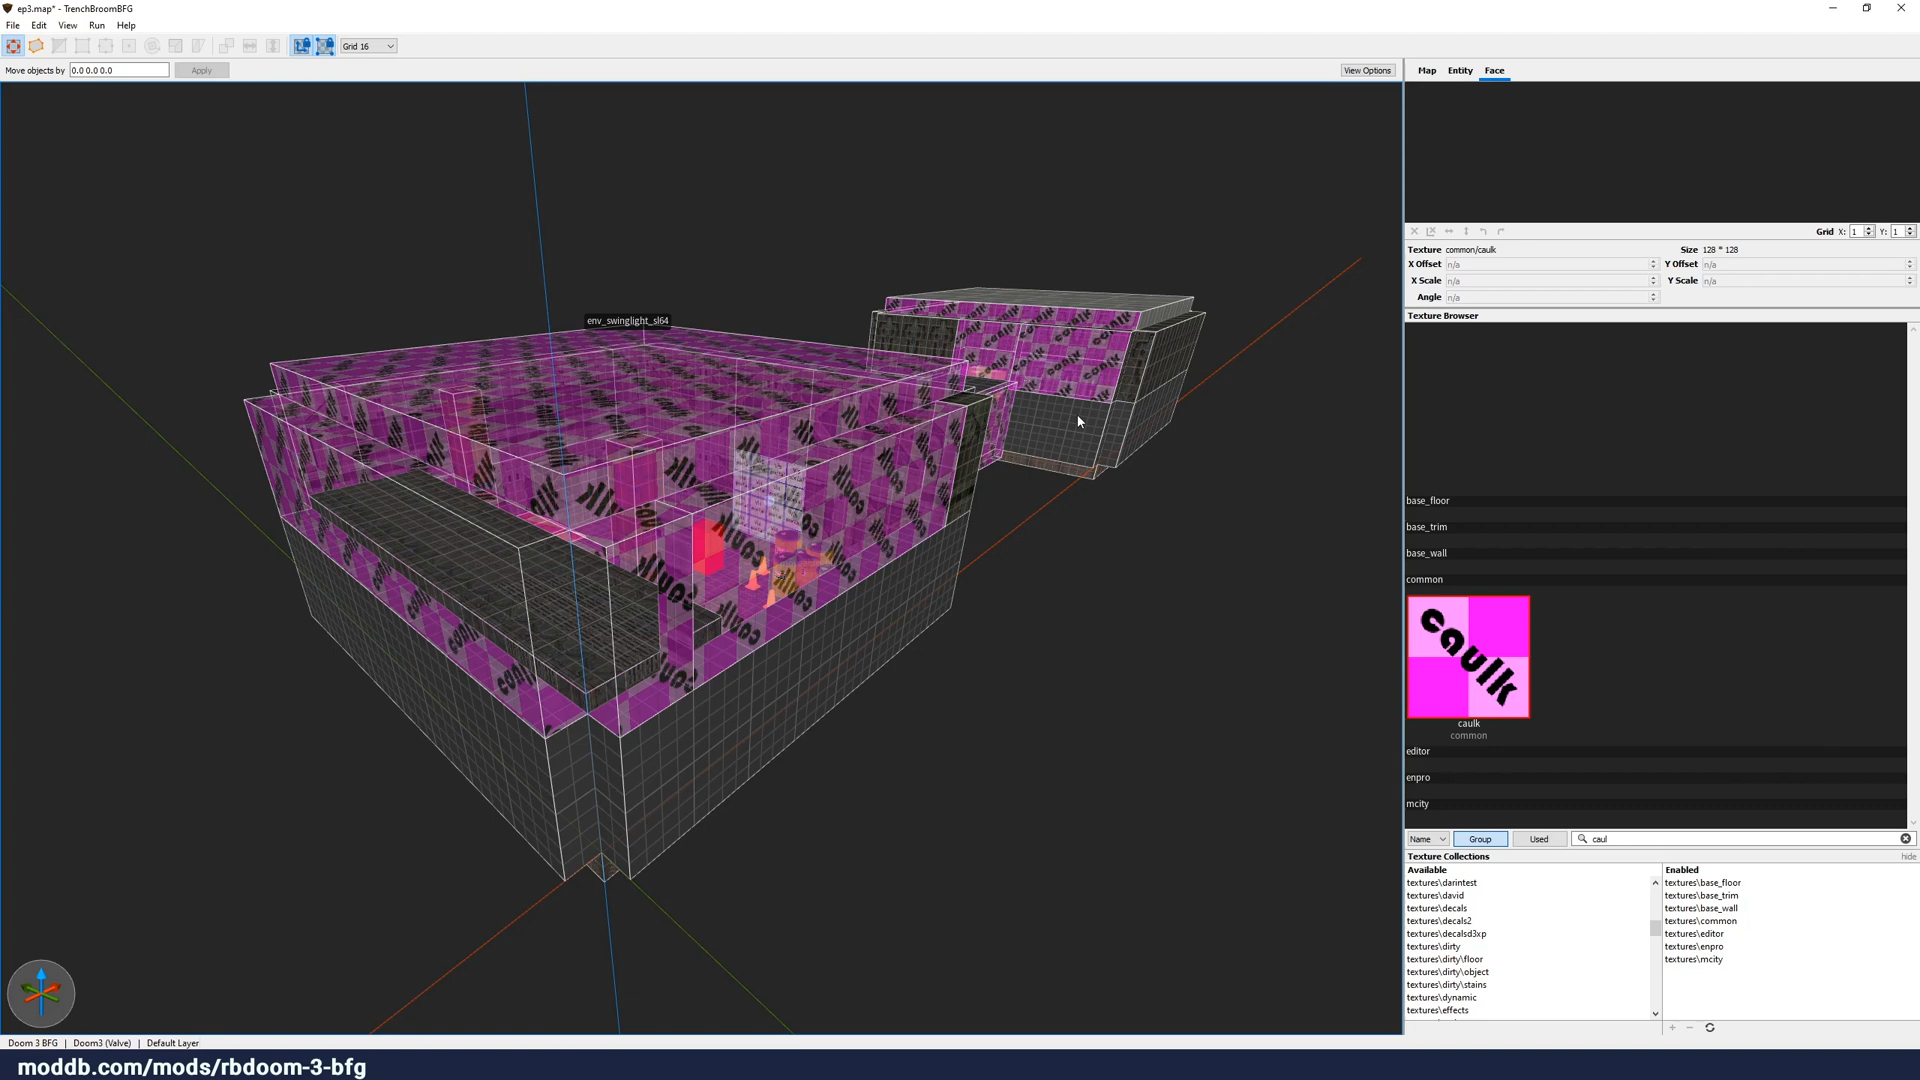 ep3.map* - TrenchBroomBFG
File Edit View Run Help
Grid 16
Move objects by 0.0 0.0 0.0 Apply View Options
Map Entity Face
env_swinglight_sl64
Grid X: 1 Y: 1
Texture common/caulk Size 128 * 128
X Offset n/a Y Offset n/a
X Scale n/a Y Scale n/a
Angle n/a
Texture Browser
base_floor
base_trim
base_wall
common
caulk
caulk
common
editor
enpro
mcity
Name Group Used caul
Texture Collections hide
Available Enabled
textures\darintest textures\base_floor
textures\david textures\base_trim
textures\decals textures\base_wall
textures\decals2 textures\common
textures\decalsd3xp textures\editor
textures\dirty textures\enpro
textures\dirty\floor textures\mcity
textures\dirty\object
textures\dirty\stains
textures\dynamic
textures\effects
Doom 3 BFG | Doom3 (Valve) | Default Layer
moddb.com/mods/rbdoom-3-bfg